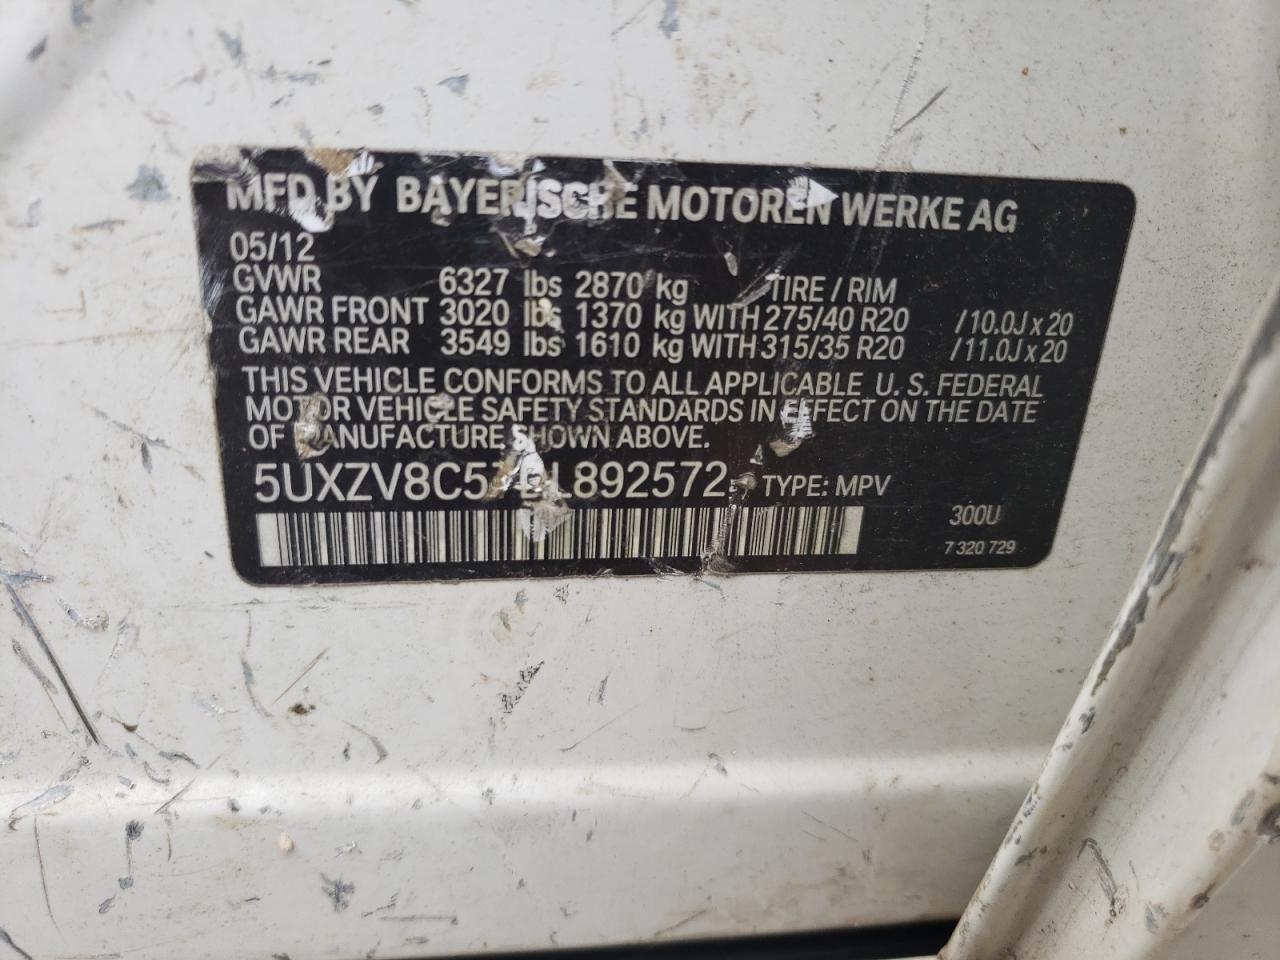 MFD BY BAYERISCHE MOTOREN WERKE AG
05/12
GVWR 6327 lbs 2870 kg TIRE / RIM
GAWR FRONT 3020 lbs 1370 kg WITH 275/40 R20 /10.0J x 20
GAWR REAR 3549 lbs 1610 kg WITH 315/35 R20 /11.0J x 20
THIS VEHICLE CONFORMS TO ALL APPLICABLE U. S. FEDERAL
MOTOR VEHICLE SAFETY STANDARDS IN EFFECT ON THE DATE
OF MANUFACTURE SHOWN ABOVE.
TYPE: MPV
300U
7 320 729